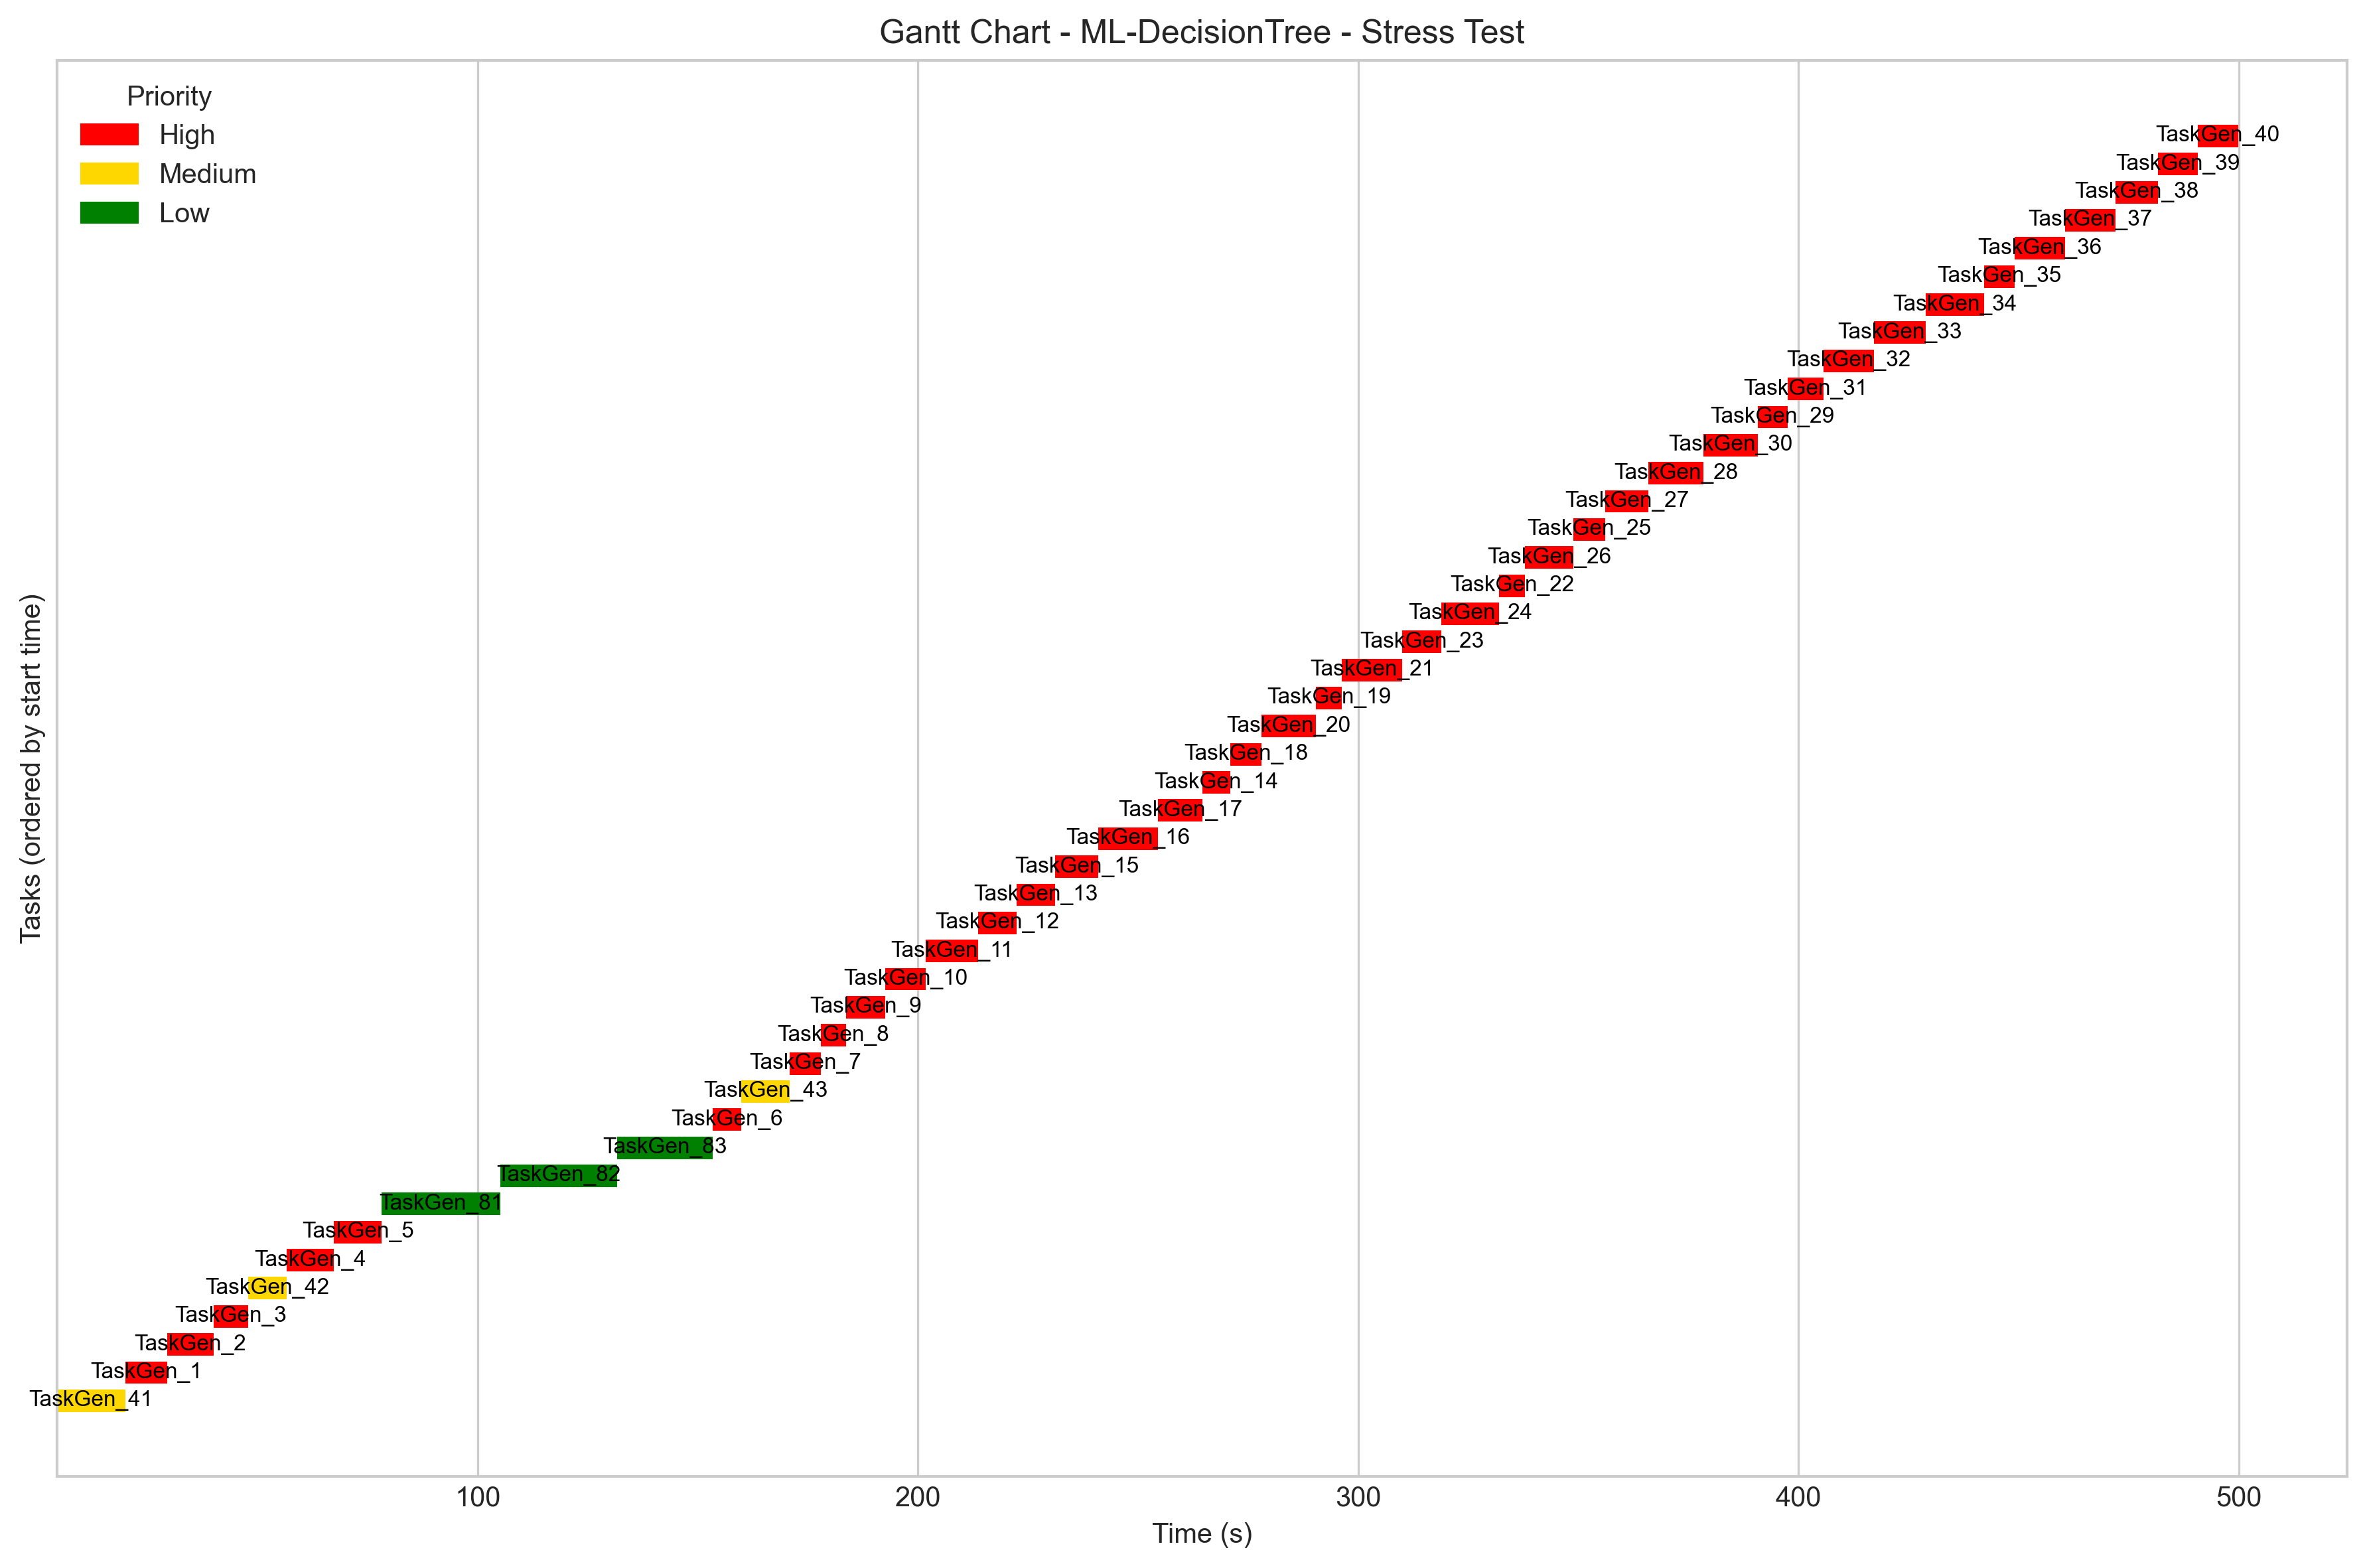 Gantt Chart - ML-DecisionTree - Stress Test
Priority
High
Medium
Low
TaskGen_40
TaskGen_39
TaskGen_38
TaskGen_37
TaskGen_36
TaskGen_35
TaskGen_34
TaskGen_33
TaskGen_32
TaskGen_31
TaskGen_29
TaskGen_30
TaskGen_28
TaskGen_27
TaskGen_25
TaskGen_26
TaskGen_22
TaskGen_24
TaskGen_23
TaskGen_21
TaskGen_19
TaskGen_20
TaskGen_18
TaskGen_14
TaskGen_17
TaskGen_16
TaskGen_15
TaskGen_13
TaskGen_12
TaskGen_11
TaskGen_10
TaskGen_9
TaskGen_8
TaskGen_7
TaskGen_43
TaskGen_6
TaskGen_83
TaskGen_82
TaskGen_81
TaskGen_5
TaskGen_4
TaskGen_42
TaskGen_3
TaskGen_2
TaskGen_1
TaskGen_41
Tasks (ordered by start time)
100 200 300 400 500
Time (s)